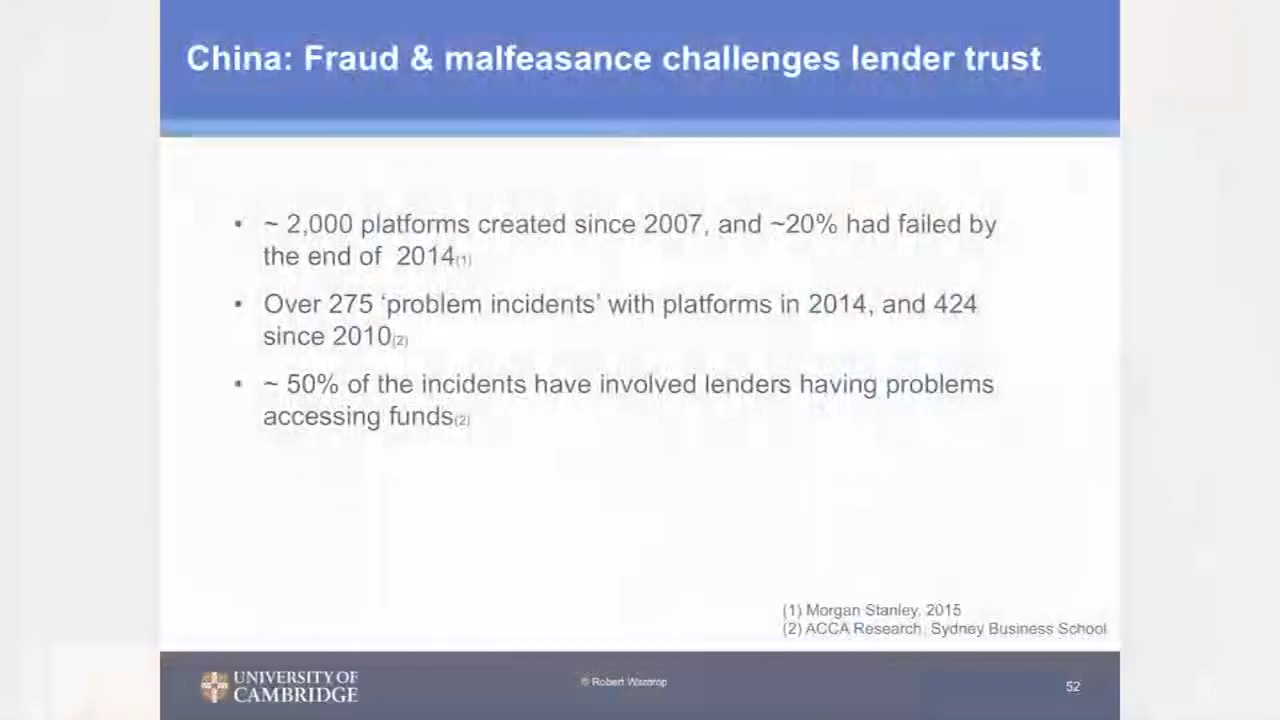 China: Fraud & malfeasance challenges lender trust
• ~ 2,000 platforms created since 2007, and ~20% had failed by
the end of 2014(1)
• Over 275 ‘problem incidents’ with platforms in 2014, and 424
since 2010(2)
• ~ 50% of the incidents have involved lenders having problems
accessing funds(2)
(1) Morgan Stanley, 2015
(2) ACCA Research, Sydney Business School
UNIVERSITY OF
CAMBRIDGE
© Robert Wardrop
52